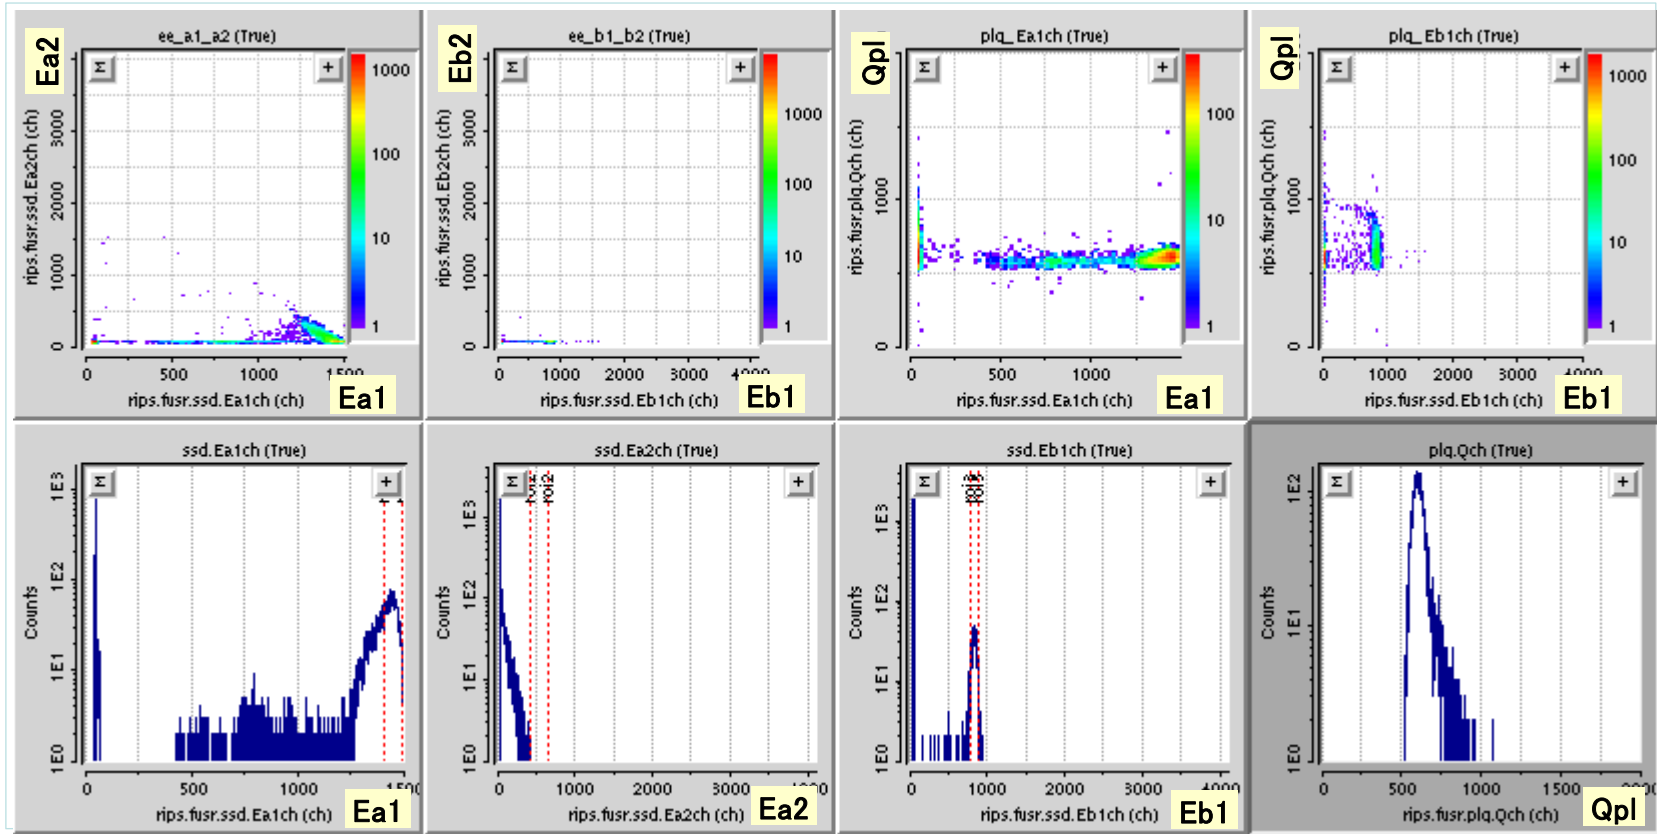 ee_a1_a2 (True)
Ea2
rips.fusr.ssd.Ea2ch (ch)
Σ
+
3000
2000
1000
0
1000
100
10
1
0 500 1000 1500
rips.fusr.ssd.Ea1ch (ch)
Ea1
ee_b1_b2 (True)
Eb2
rips.fusr.ssd.Eb2ch (ch)
Σ
+
3000
2000
1000
0
1000
100
10
1
0 1000 2000 3000 4000
rips.fusr.ssd.Eb1ch (ch)
Eb1
plq_Ea1ch (True)
Qpl
rips.fusr.plq.Qch (ch)
Σ
+
1000
0
100
10
1
0 500 1000
rips.fusr.ssd.Ea1ch (ch)
Ea1
plq_Eb1ch (True)
Qpl
rips.fusr.plq.Qch (ch)
Σ
+
1000
0
1000
100
10
1
0 1000 2000 3000 4000
rips.fusr.ssd.Eb1ch (ch)
Eb1
ssd.Ea1ch (True)
Counts
Σ
+
1E3
1E2
1E1
1E0
0 500 1000 1500
rips.fusr.ssd.Ea1ch (ch)
Ea1
ssd.Ea2ch (True)
Counts
Σ
+
1E3
1E2
1E1
1E0
0 1000 2000 3000 4000
rips.fusr.ssd.Ea2ch (ch)
Ea2
ssd.Eb1ch (True)
Counts
Σ
+
1E3
1E2
1E1
1E0
0 1000 2000 3000 4000
rips.fusr.ssd.Eb1ch (ch)
Eb1
plq.Qch (True)
Counts
Σ
+
1E2
1E1
1E0
0 500 1000 1500 2000
rips.fusr.plq.Qch (ch)
Qpl